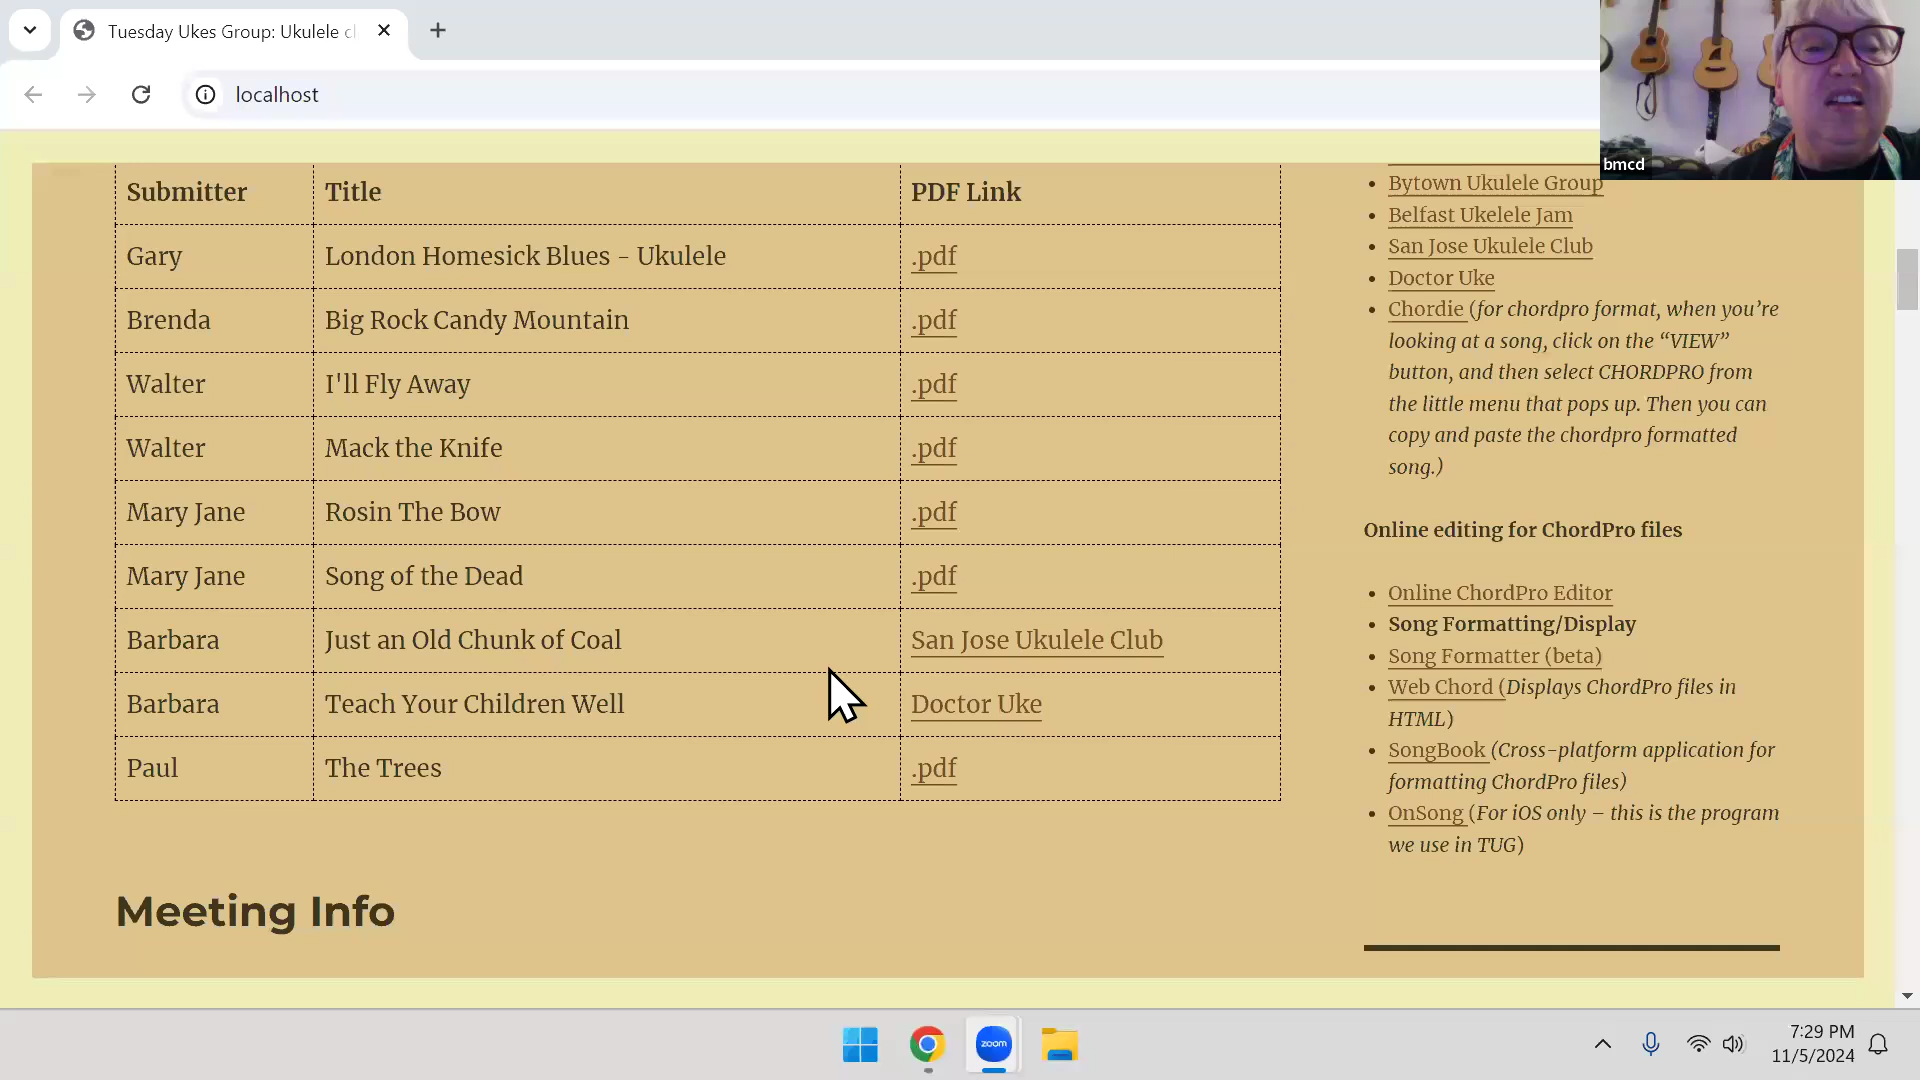 Tuesday Ukes Group: Ukulele cl
localhost
bmcd
Submitter Title PDF Link
Gary London Homesick Blues - Ukulele .pdf
Brenda Big Rock Candy Mountain .pdf
Walter I'll Fly Away .pdf
Walter Mack the Knife .pdf
Mary Jane Rosin The Bow .pdf
Mary Jane Song of the Dead .pdf
Barbara Just an Old Chunk of Coal San Jose Ukulele Club
Barbara Teach Your Children Well Doctor Uke
Paul The Trees .pdf
Meeting Info
• Bytown Ukulele Group
• Belfast Ukelele Jam
• San Jose Ukulele Club
• Doctor Uke
• Chordie (for chordpro format, when you’re
looking at a song, click on the “VIEW”
button, and then select CHORDPRO from
the little menu that pops up. Then you can
copy and paste the chordpro formatted
song.)
Online editing for ChordPro files
• Online ChordPro Editor
• Song Formatting/Display
• Song Formatter (beta)
• Web Chord (Displays ChordPro files in
HTML)
• SongBook (Cross-platform application for
formatting ChordPro files)
• OnSong (For iOS only – this is the program
we use in TUG)
zoom
7:29 PM
11/5/2024